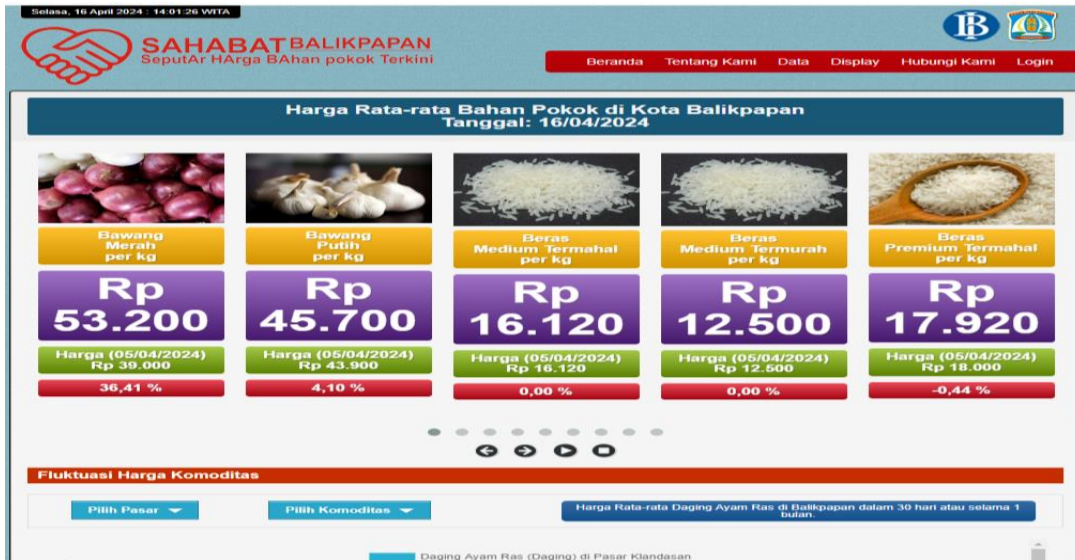 Selasa, 16 April 2024 : 14:01:26 WITA
SAHABAT BALIKPAPAN
SeputAr HArga BAhan pokok Terkini
Beranda Tentang Kami Data Display Hubungi Kami Login
Harga Rata-rata Bahan Pokok di Kota Balikpapan
Tanggal: 16/04/2024
Bawang
Merah
per kg
Rp
53.200
Harga (05/04/2024)
Rp 39.000
36,41 %
Bawang
Putih
per kg
Rp
45.700
Harga (05/04/2024)
Rp 43.900
4,10 %
Beras
Medium Termahal
per kg
Rp
16.120
Harga (05/04/2024)
Rp 16.120
0,00 %
Beras
Medium Termurah
per kg
Rp
12.500
Harga (05/04/2024)
Rp 12.500
0,00 %
Beras
Premium Termahal
per kg
Rp
17.920
Harga (05/04/2024)
Rp 18.000
-0,44 %
Fluktuasi Harga Komoditas
Pilih Pasar
Pilih Komoditas
Harga Rata-rata Daging Ayam Ras di Balikpapan dalam 30 hari atau selama 1
bulan.
Daging Ayam Ras (Daging) di Pasar Klandasan